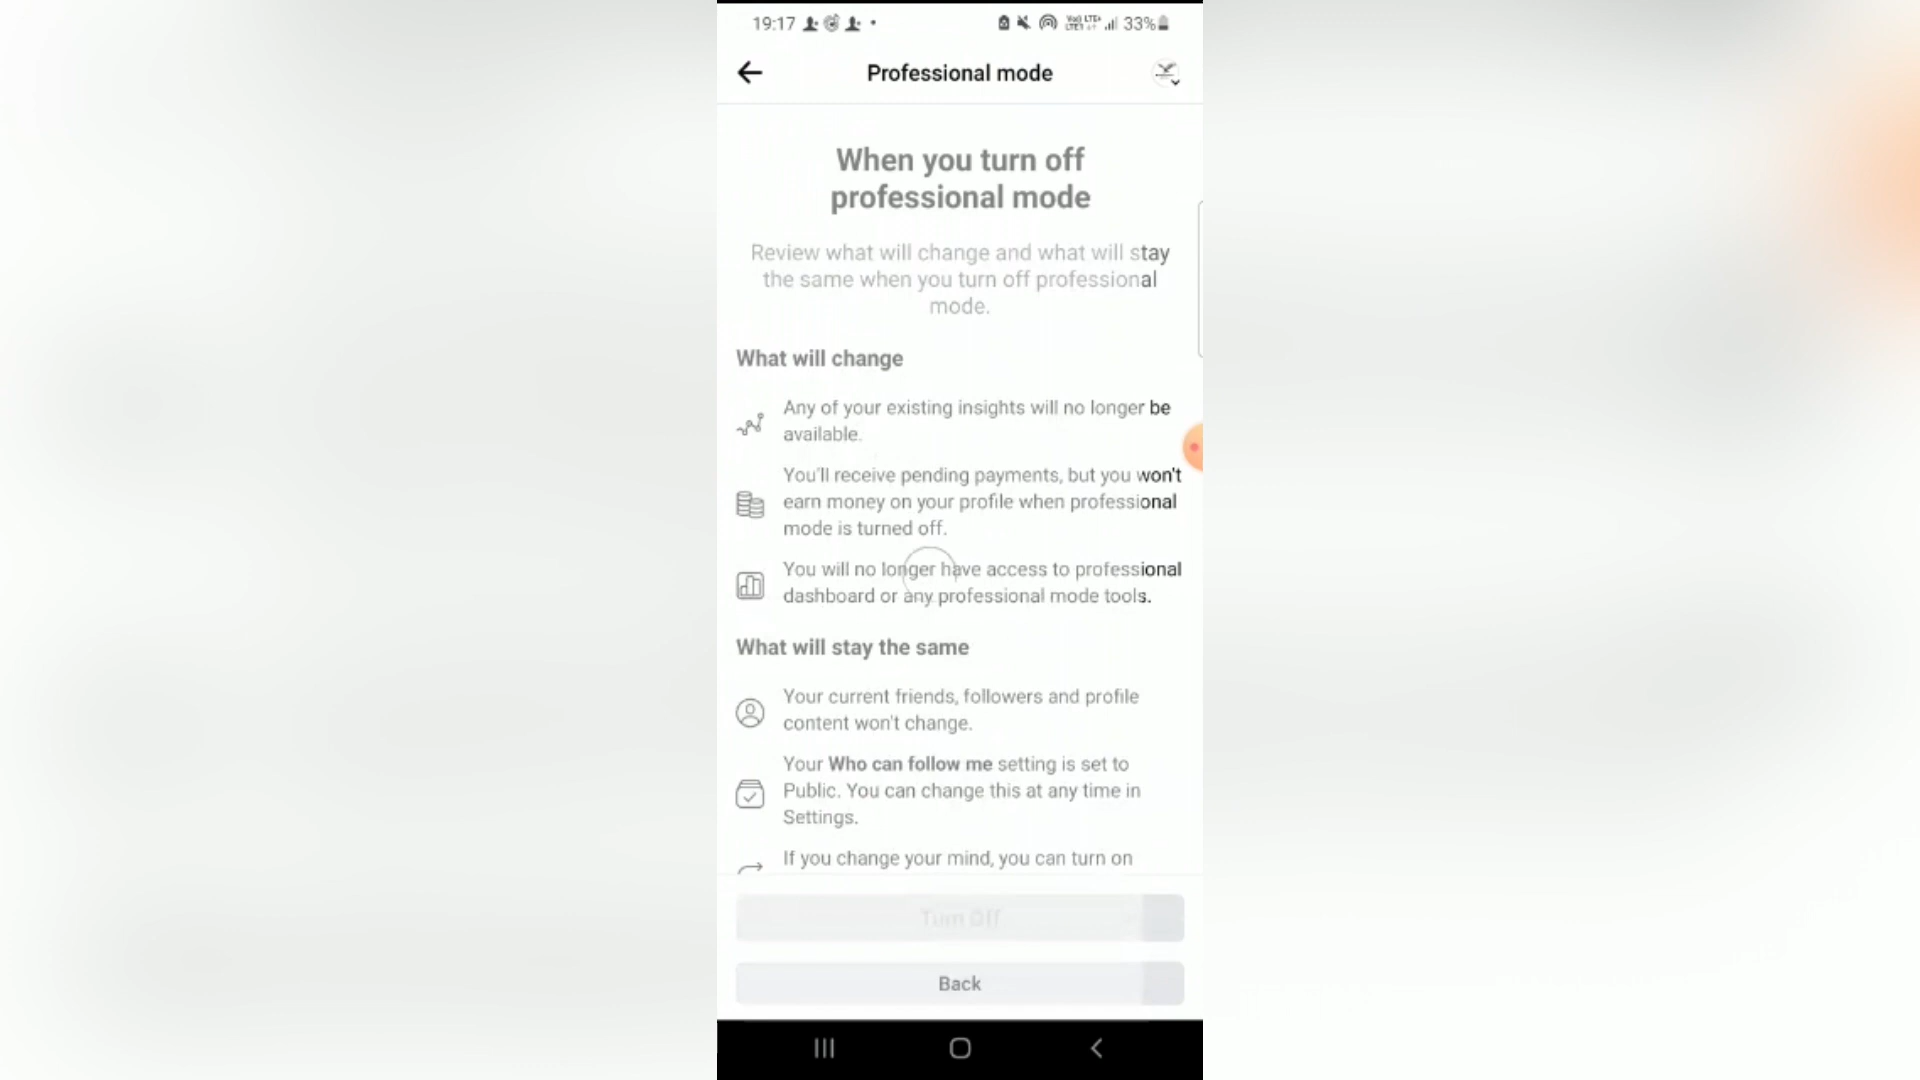 19:17
Vo) LTE+
LTE1
33%
Professional mode
When you turn off
professional mode
Review what will change and what will stay
the same when you turn off professional
mode.
What will change
Any of your existing insights will no longer be
available.
You'll receive pending payments, but you won't
earn money on your profile when professional
mode is turned off.
You will no longer have access to professional
dashboard or any professional mode tools.
What will stay the same
Your current friends, followers and profile
content won't change.
Your Who can follow me setting is set to
Public. You can change this at any time in
Settings.
If you change your mind, you can turn on
Turn Off
Back